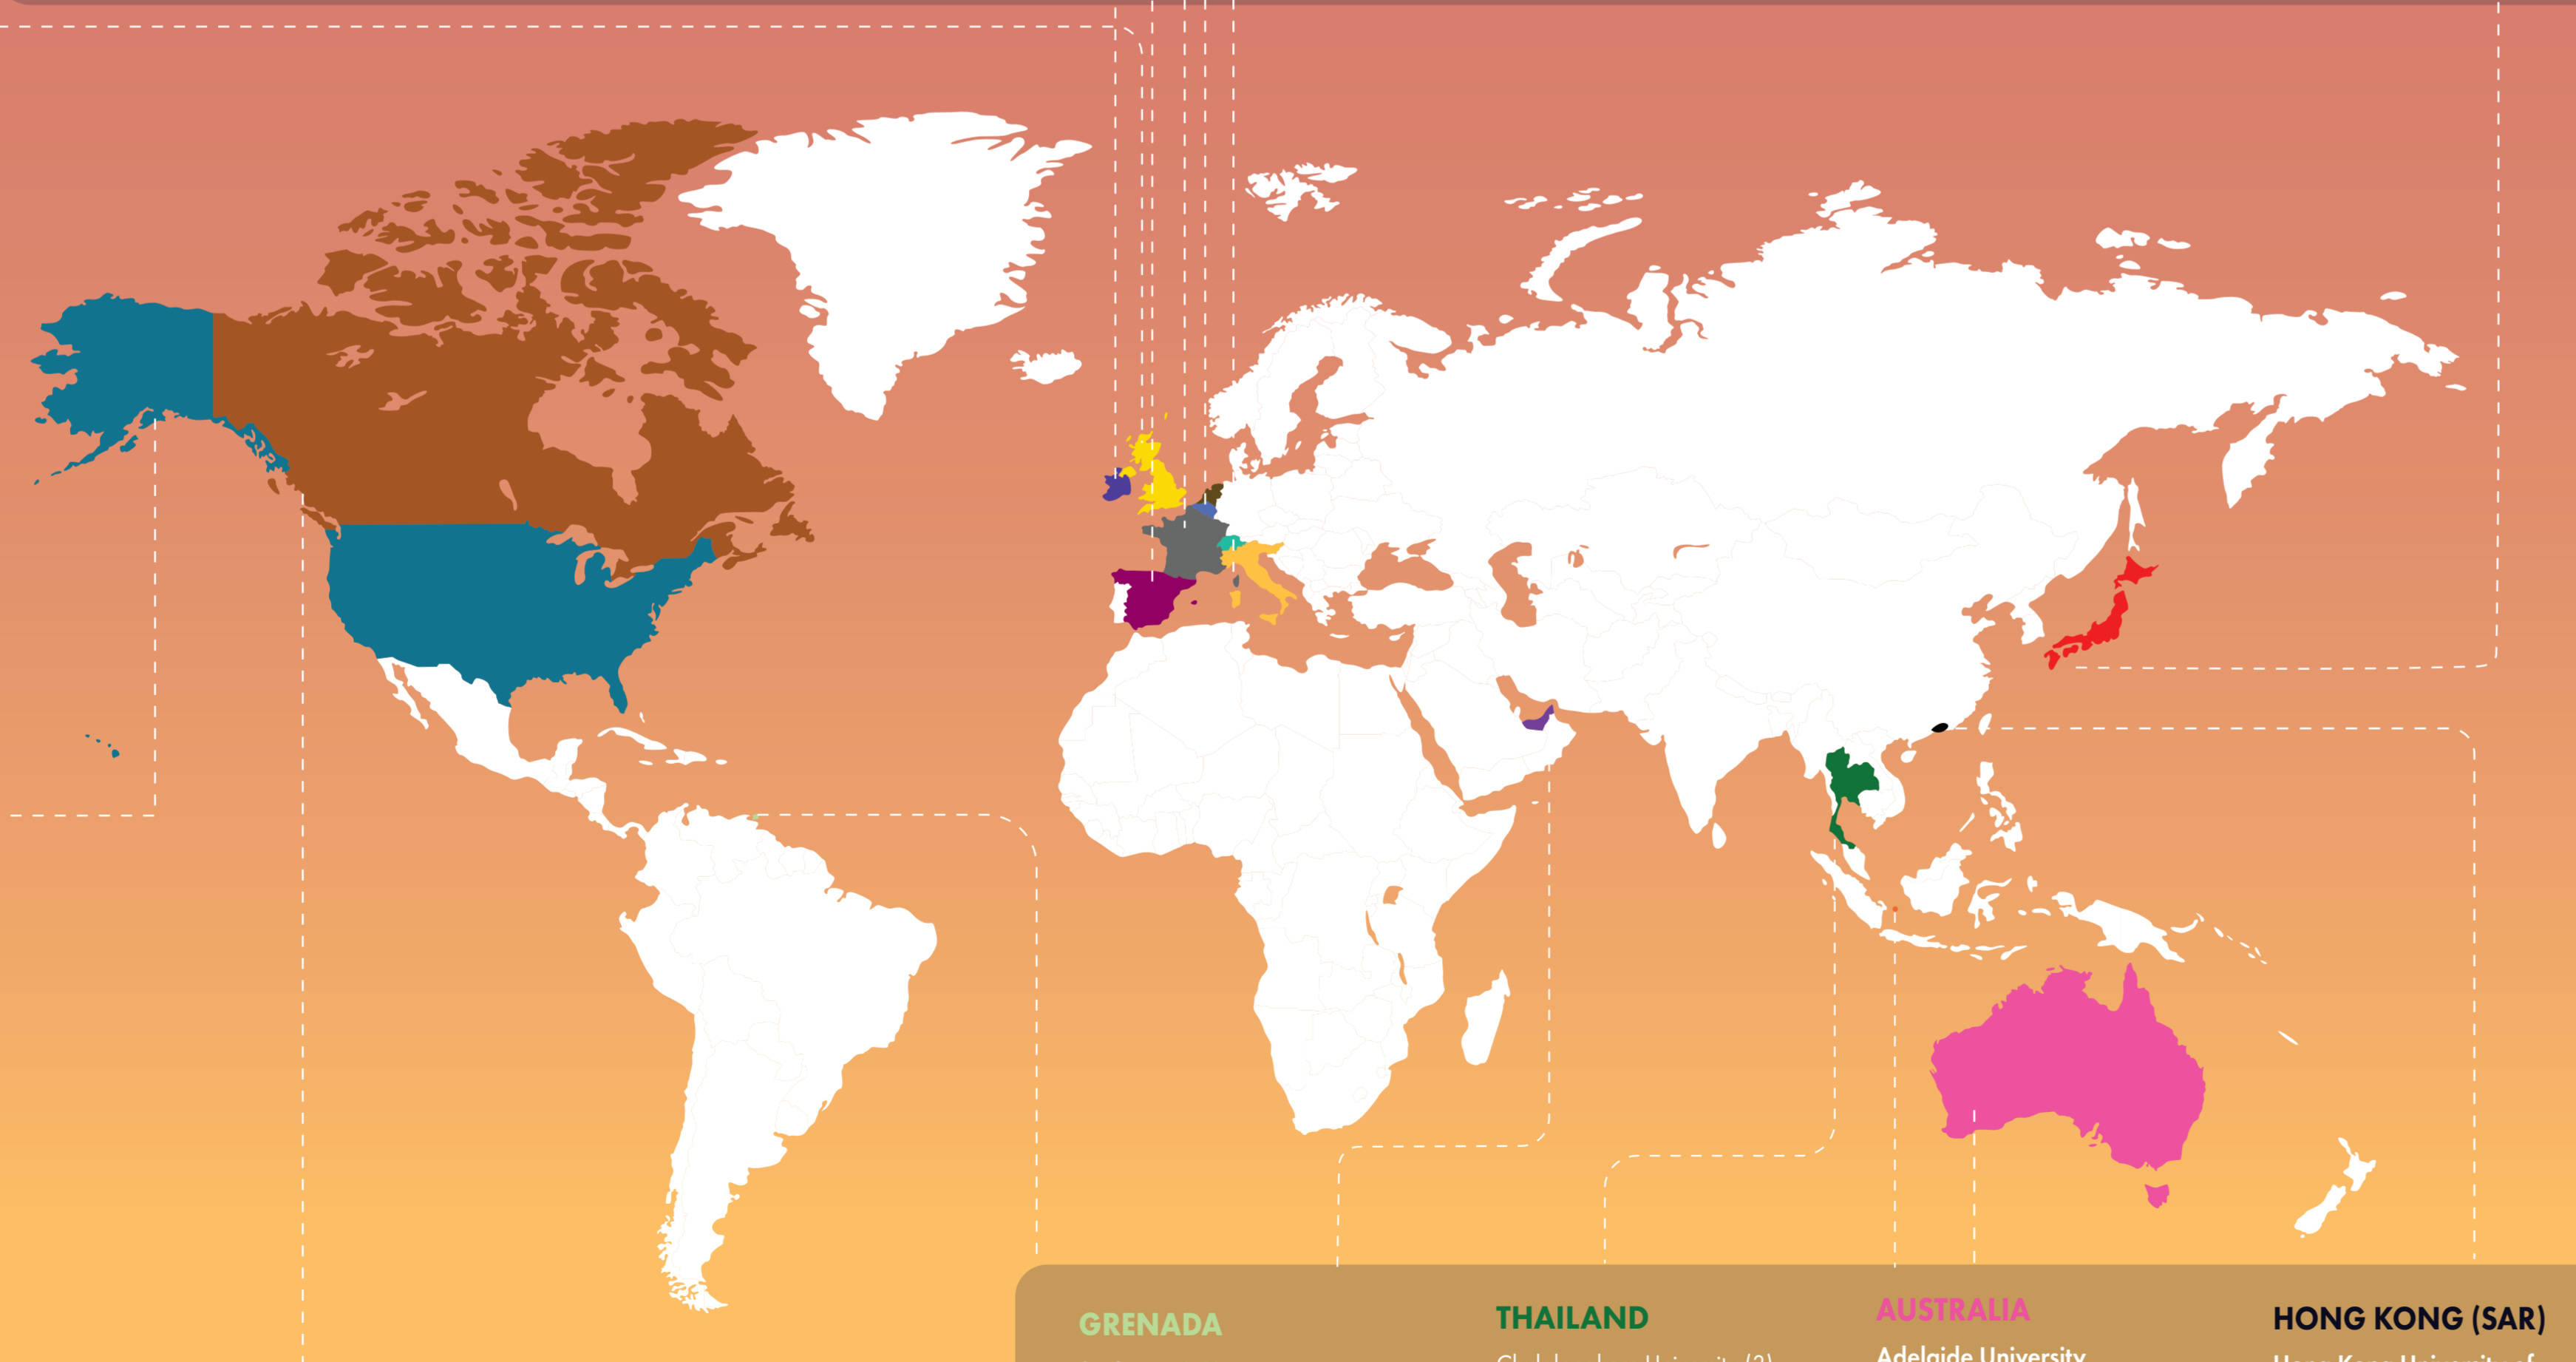 GRENADA
THAILAND
AUSTRALIA
Adelaide University
HONG KONG (SAR)